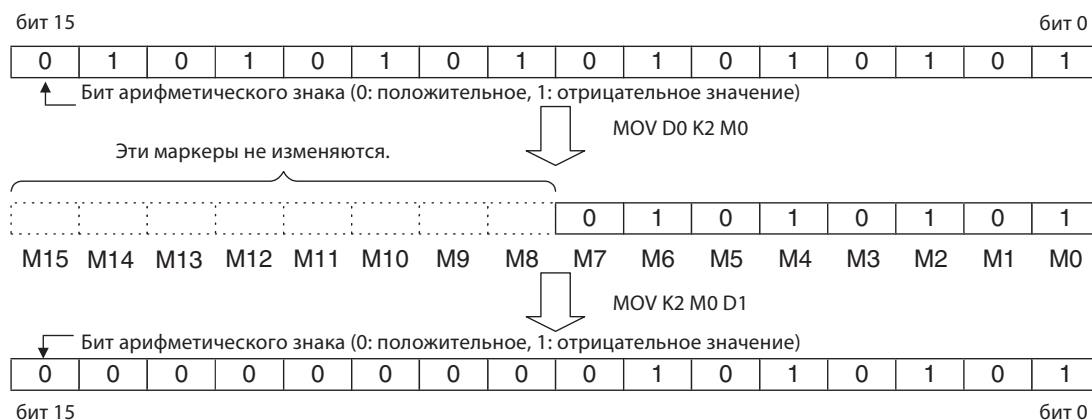 бит 15 бит 0
0 1 0 1 0 1 0 1 0 1 0 1 0 1 0 1
Бит арифметического знака (0: положительное, 1: отрицательное значение)
MOV D0 K2 M0
Эти маркеры не изменяются.
0 1 0 1 0 1 0 1
M15 M14 M13 M12 M11 M10 M9 M8 M7 M6 M5 M4 M3 M2 M1 M0
MOV K2 M0 D1
Бит арифметического знака (0: положительное, 1: отрицательное значение)
0 0 0 0 0 0 0 0 0 1 0 1 0 1 0 1
бит 15 бит 0